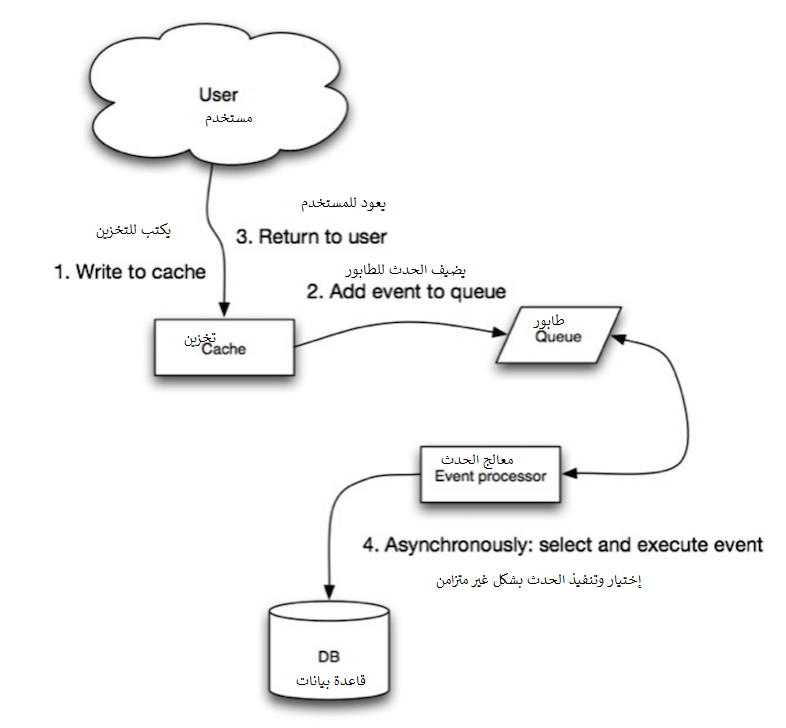 User
مستخدم
يعود للمستخدم
يكتب للتخزين
3. Return to user
1. Write to cache
يضيف الحدث للطابور
2. Add event to queue
تخزين
Cache
طابور
Queue
معالج الحدث
Event processor
4. Asynchronously: select and execute event
إختيار وتنفيذ الحدث بشكل غير متزامن
DB
قاعدة بيانات